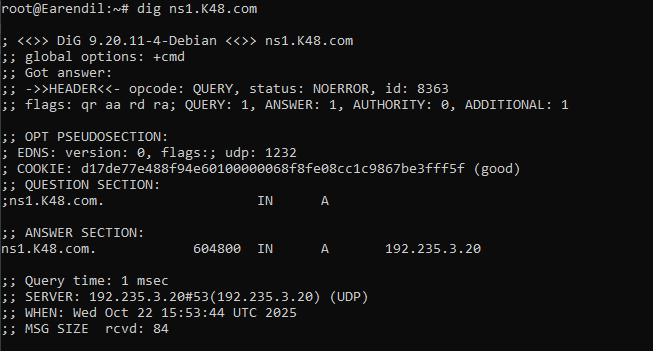 root@Earendil:~# dig ns1.K48.com
; <<>> DiG 9.20.11-4-Debian <<>> ns1.K48.com
;; global options: +cmd
;; Got answer:
;; ->>HEADER<<- opcode: QUERY, status: NOERROR, id: 8363
;; flags: qr aa rd ra; QUERY: 1, ANSWER: 1, AUTHORITY: 0, ADDITIONAL: 1
;; OPT PSEUDOSECTION:
; EDNS: version: 0, flags:; udp: 1232
; COOKIE: d17de77e488f94e60100000068f8fe08cc1c9867be3fff5f (good)
;; QUESTION SECTION:
;ns1.K48.com. IN A
;; ANSWER SECTION:
ns1.K48.com. 604800 IN A 192.235.3.20
;; Query time: 1 msec
;; SERVER: 192.235.3.20#53(192.235.3.20) (UDP)
;; WHEN: Wed Oct 22 15:53:44 UTC 2025
;; MSG SIZE rcvd: 84